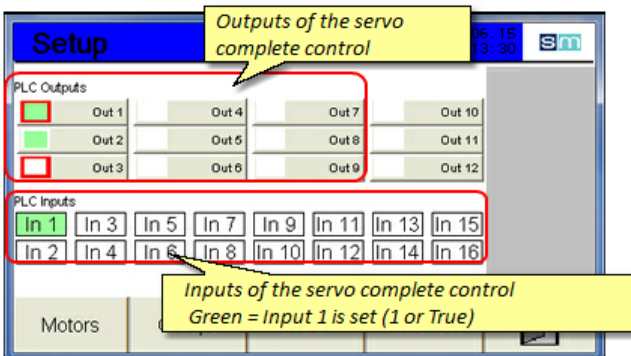 Outputs of the servo
complete control
Setup
06. 15
13: 30
sm
PLC Outputs
Out 1 Out 4 Out 7 Out 10
Out 2 Out 5 Out 8 Out 11
Out 3 Out 6 Out 9 Out 12
PLC Inputs
In 1 In 3 In 5 In 7 In 9 In 11 In 13 In 15
In 2 In 4 In 6 In 8 In 10 In 12 In 14 In 16
Inputs of the servo complete control
Green = Input 1 is set (1 or True)
Motors